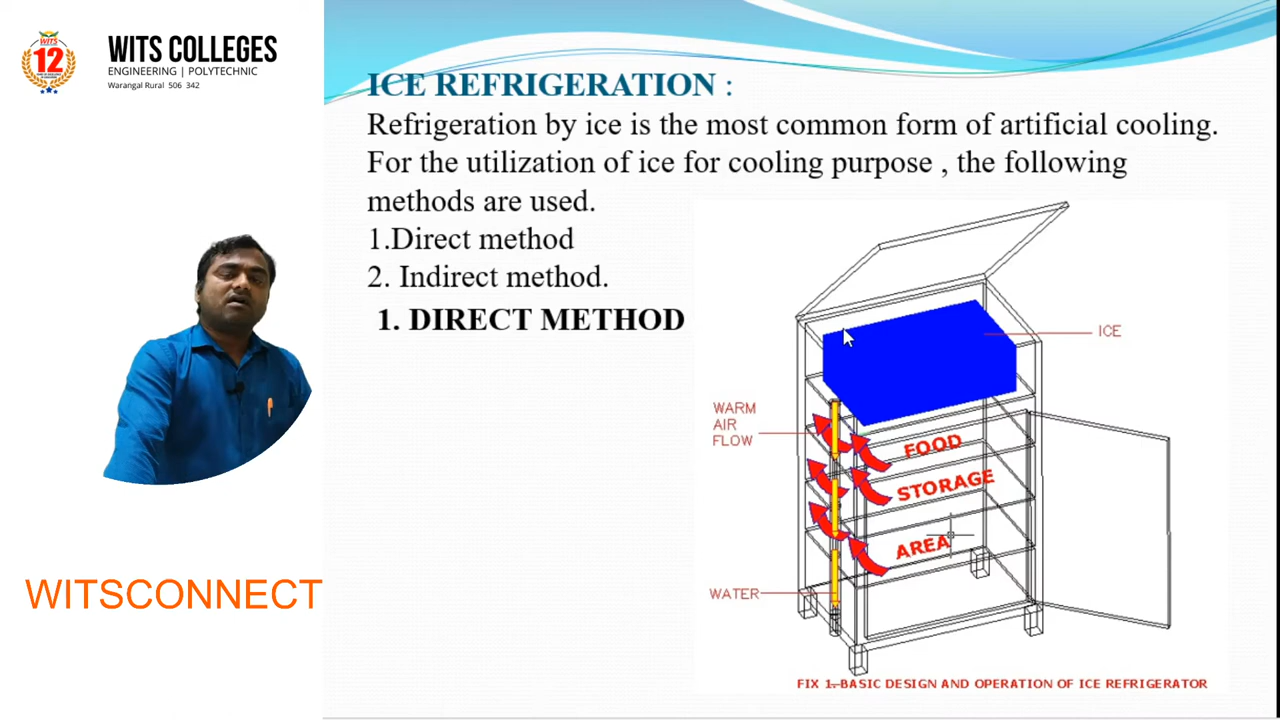 WITS
12
WITS COLLEGES
ENGINEERING | POLYTECHNIC
Warangal Rural 506 342
ICE REFRIGERATION :
Refrigeration by ice is the most common form of artificial cooling.
For the utilization of ice for cooling purpose , the following
methods are used.
1.Direct method
2. Indirect method.
1. DIRECT METHOD
ICE
WARM
AIR
FLOW
FOOD
STORAGE
AREA
WATER
FIX 1.-BASIC DESIGN AND OPERATION OF ICE REFRIGERATOR
WITSCONNECT